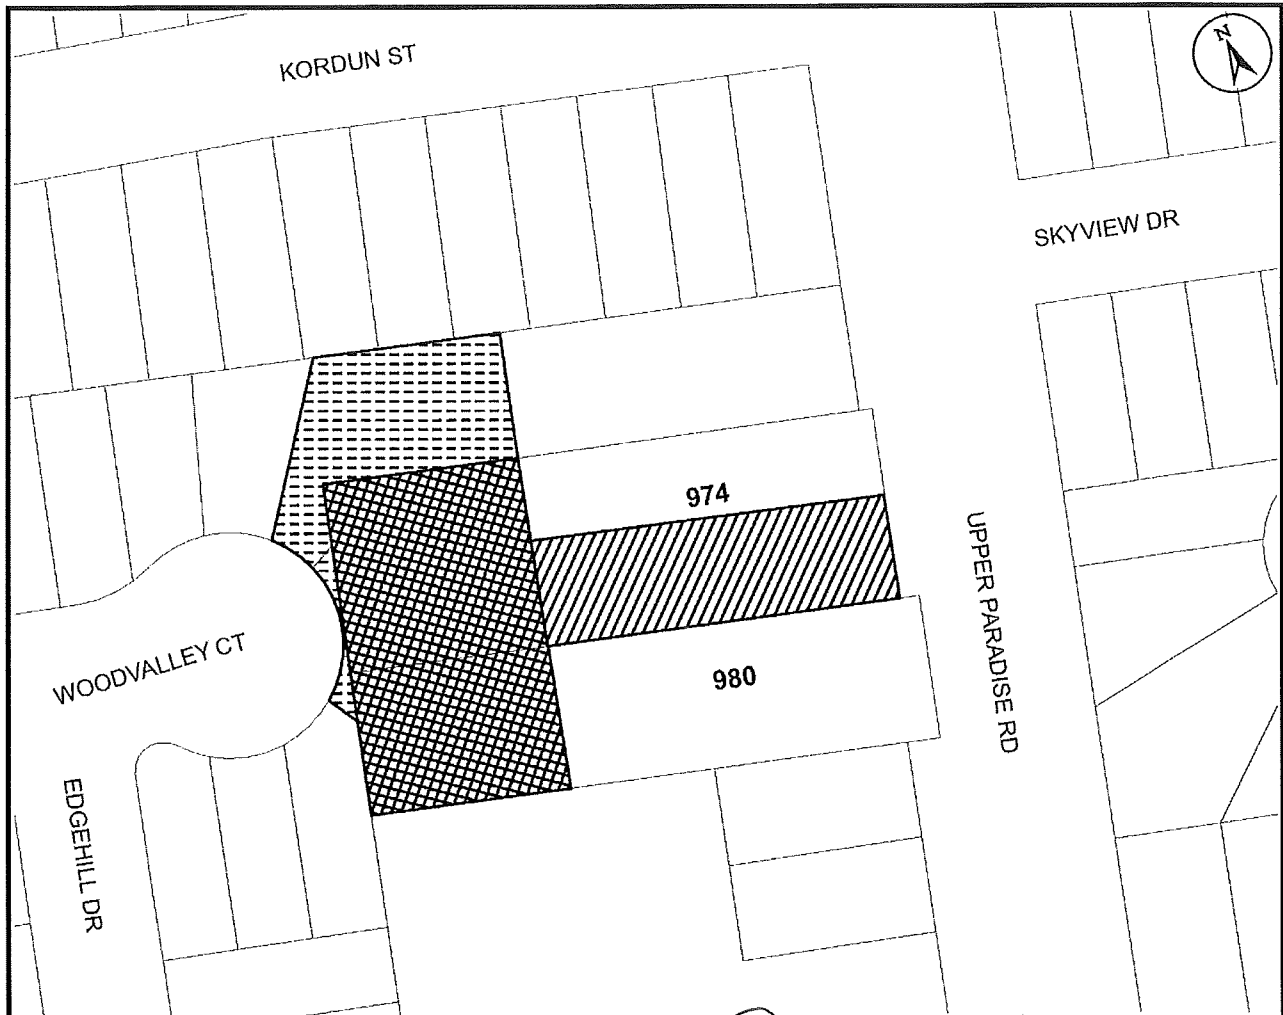 KORDUN ST
N
SKYVIEW DR
974
UPPER PARADISE RD
WOODVALLEY CT
980
EDGEHILL DR